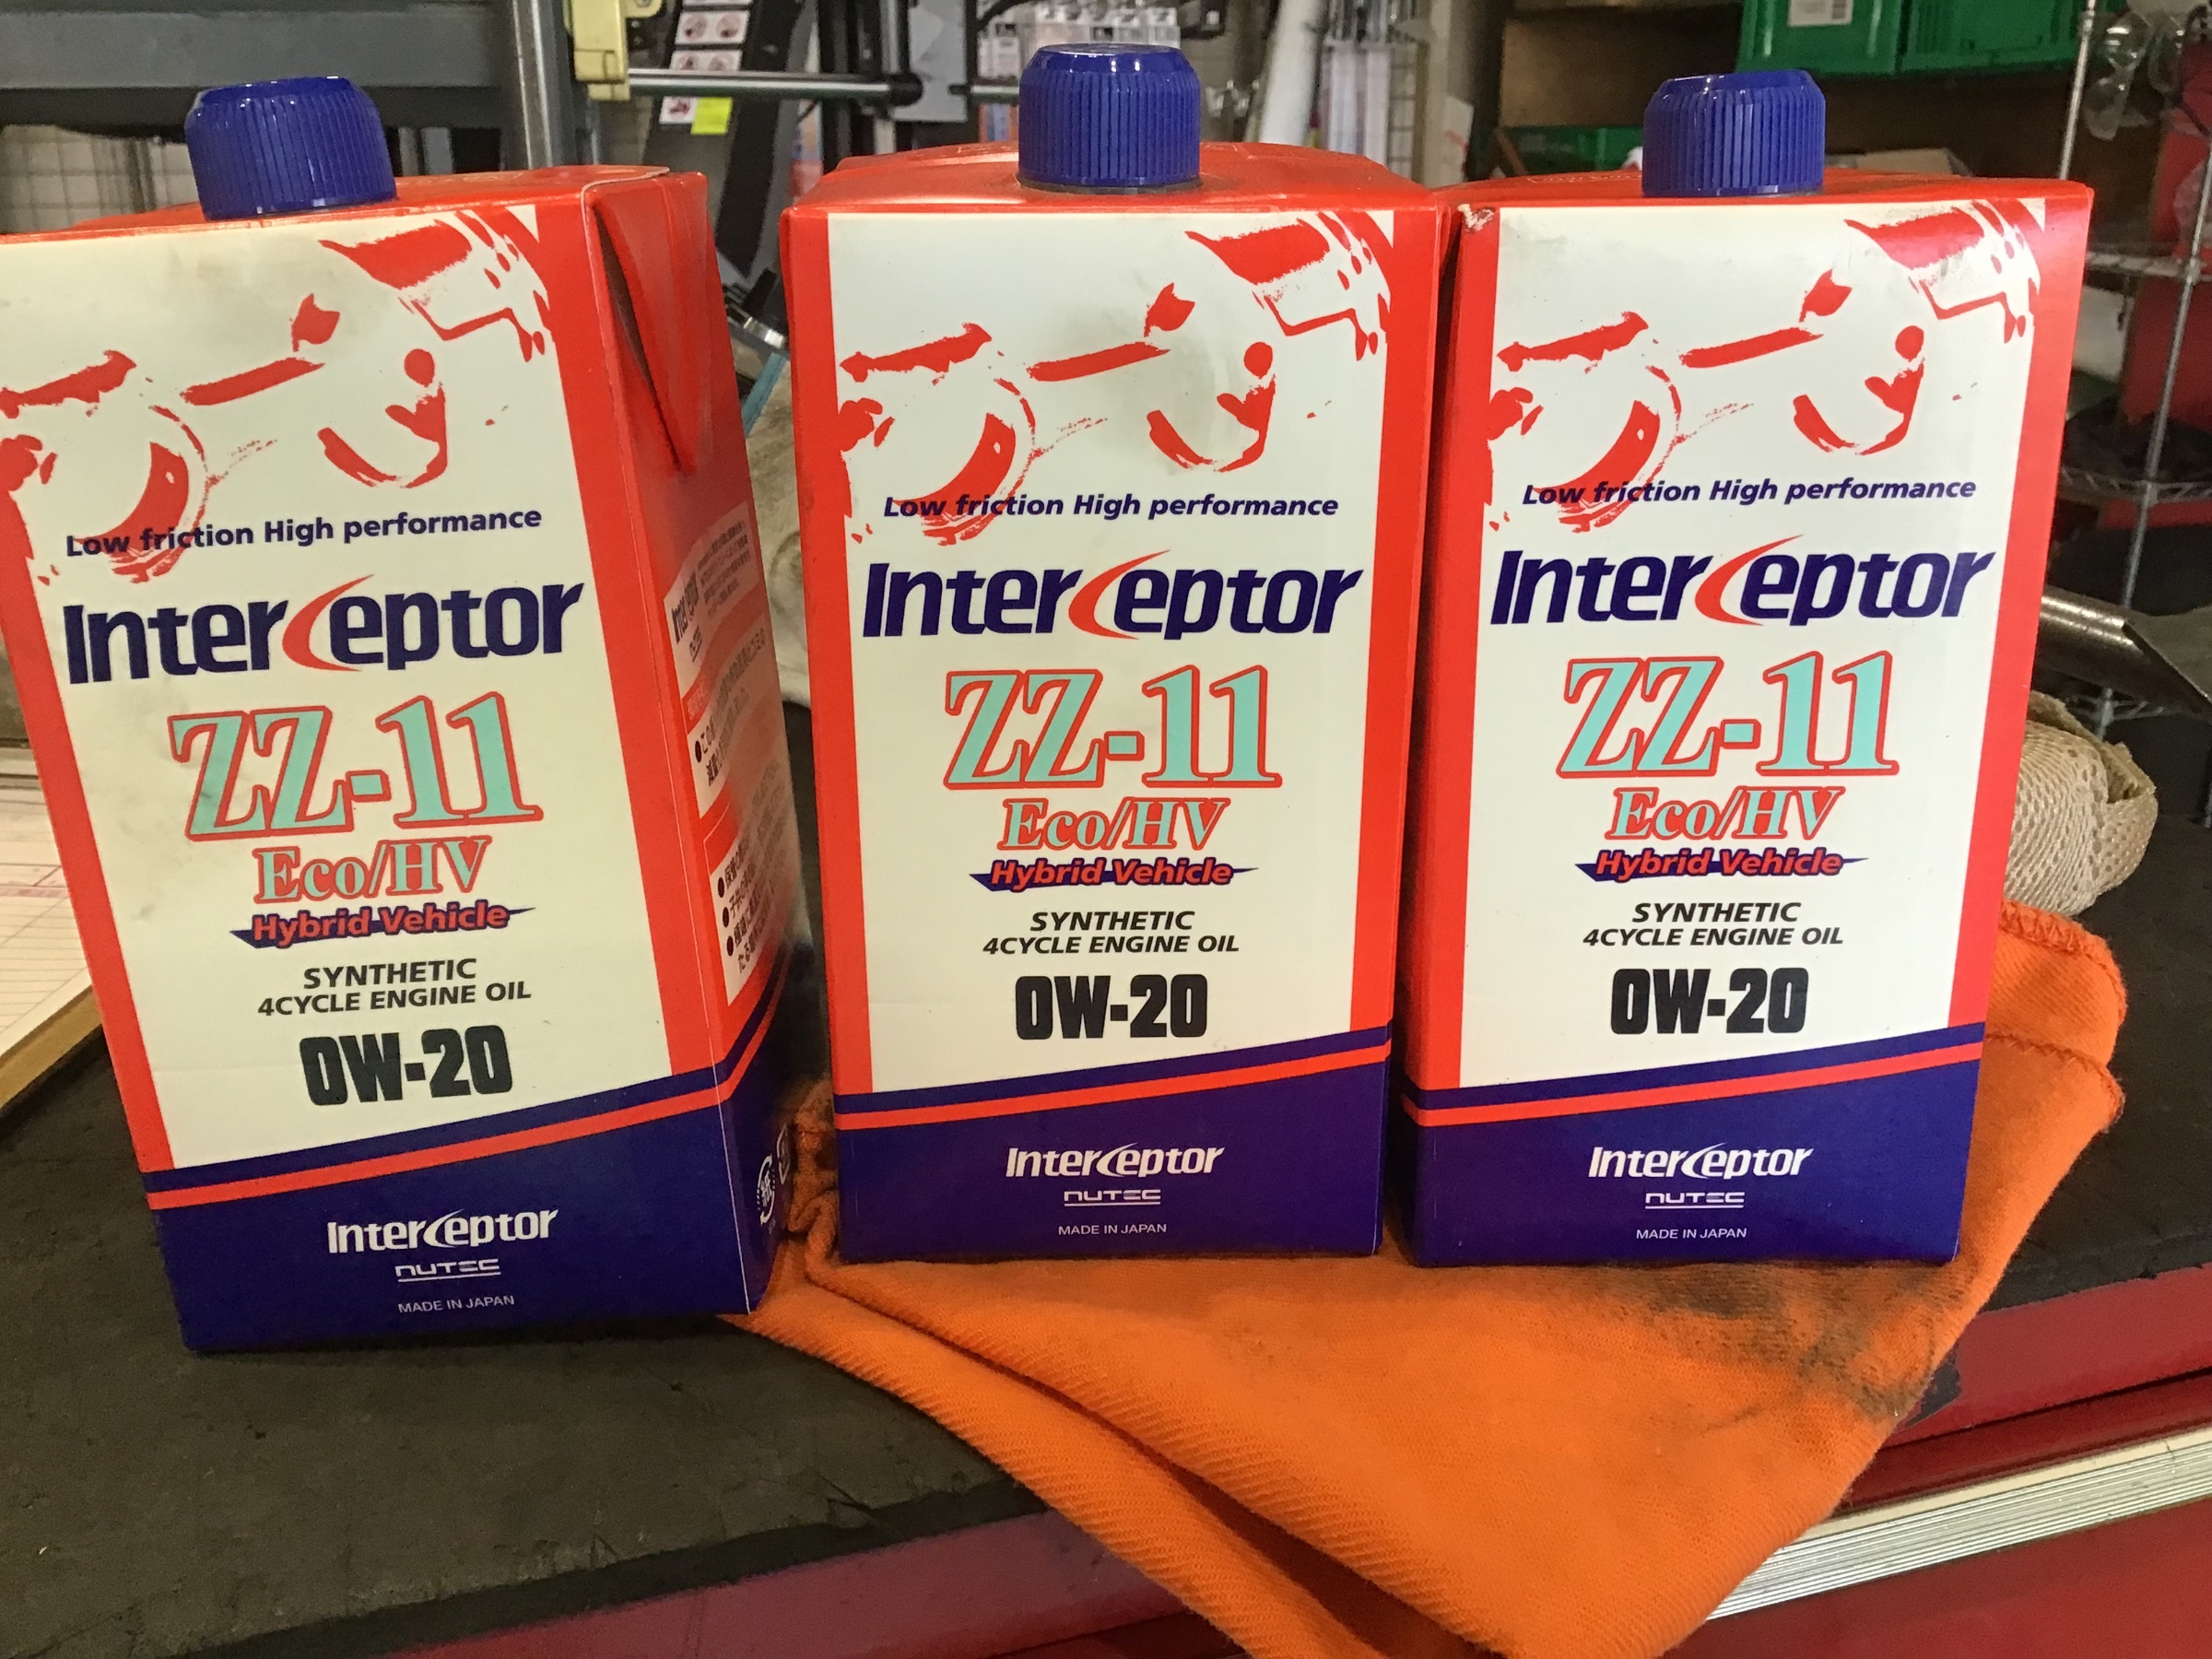 Low friction High performance
Interceptor
ZZ-11
Eco/HV
Hybrid Vehicle
SYNTHETIC
4CYCLE ENGINE OIL
0W-20
Interceptor
NUTEC
MADE IN JAPAN
Low friction High performance
Interceptor
ZZ-11
Eco/HV
Hybrid Vehicle
SYNTHETIC
4CYCLE ENGINE OIL
0W-20
Interceptor
NUTEC
MADE IN JAPAN
Low friction High performance
Interceptor
ZZ-11
Eco/HV
Hybrid Vehicle
SYNTHETIC
4CYCLE ENGINE OIL
0W-20
Interceptor
NUTEC
MADE IN JAPAN